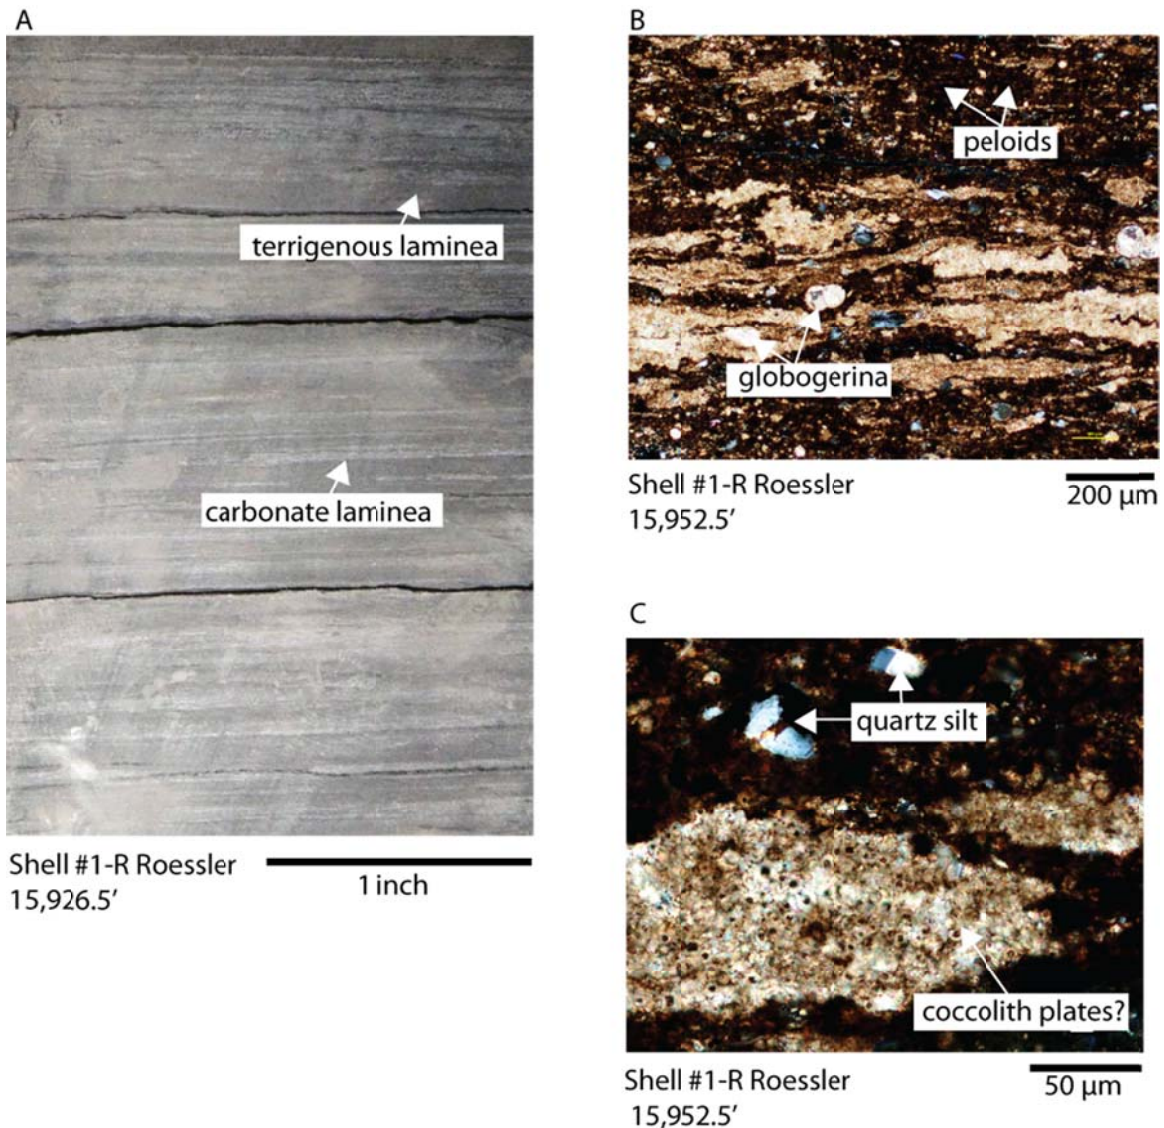 A
terrigenous laminea
carbonate laminea
Shell #1-R Roessler
15,926.5’
1 inch
B
peloids
globogerina
Shell #1-R Roessler
15,952.5’
200 µm
C
quartz silt
coccolith plates?
Shell #1-R Roessler
15,952.5’
50 µm